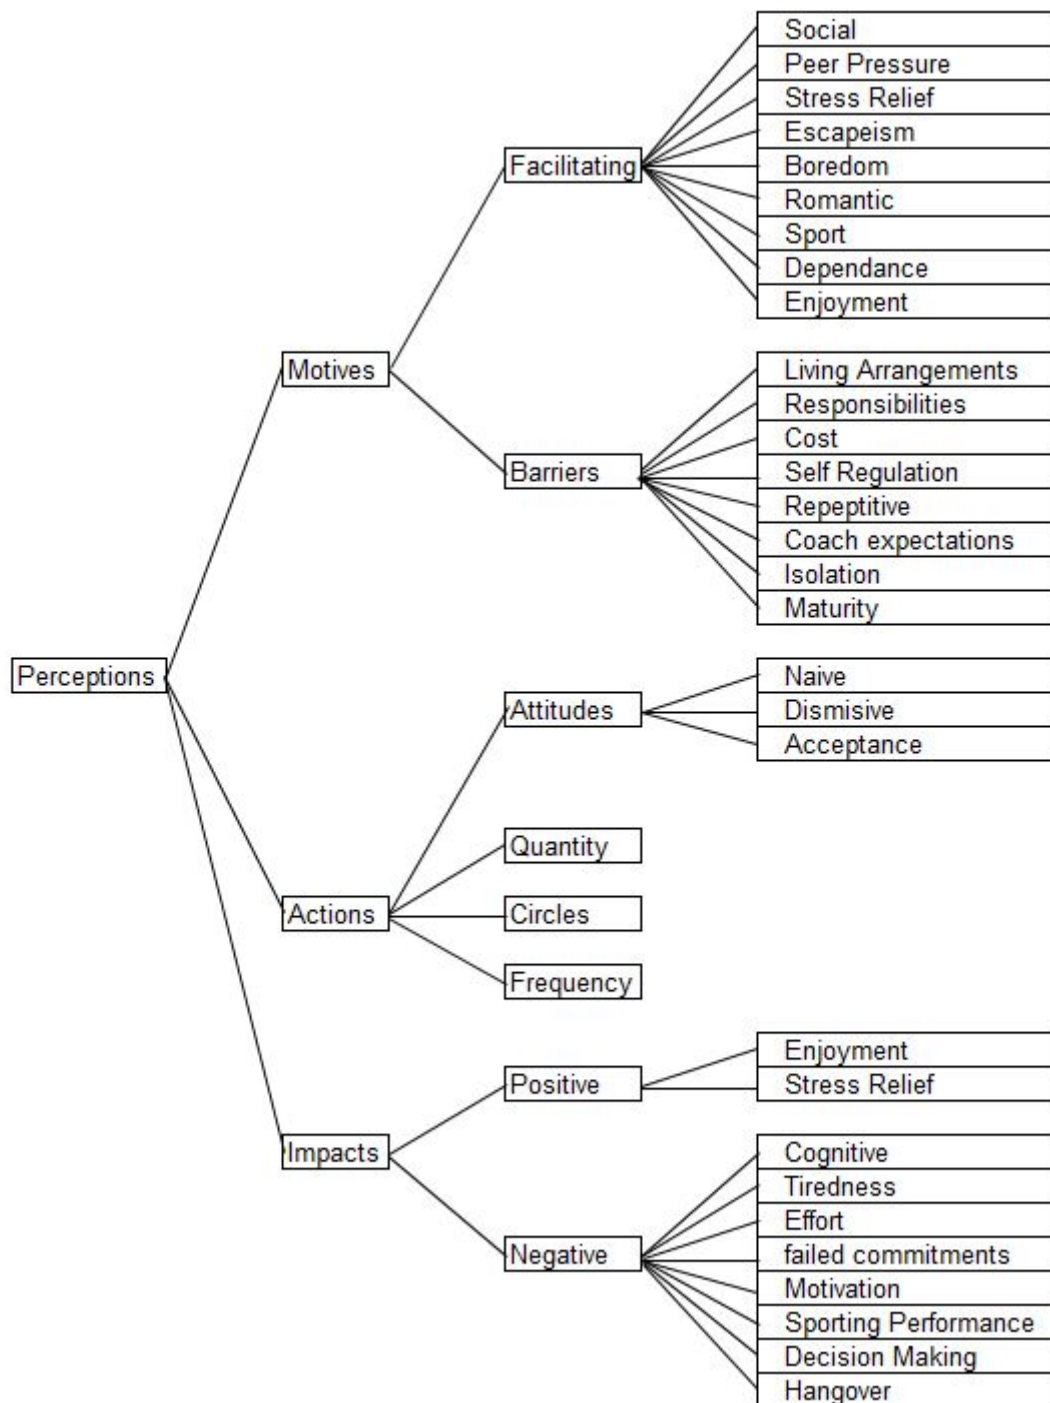 Social
Peer Pressure
Stress Relief
Escapeism
Facilitating
Boredom
Romantic
Sport
Dependance
Enjoyment
Motives
Living Arrangements
Responsibilities
Cost
Barriers
Self Regulation
Repeptitive
Coach expectations
Isolation
Maturity
Perceptions
Naive
Attitudes
Dismisive
Acceptance
Quantity
Actions
Circles
Frequency
Enjoyment
Positive
Stress Relief
Impacts
Cognitive
Tiredness
Effort
Negative
failed commitments
Motivation
Sporting Performance
Decision Making
Hangover